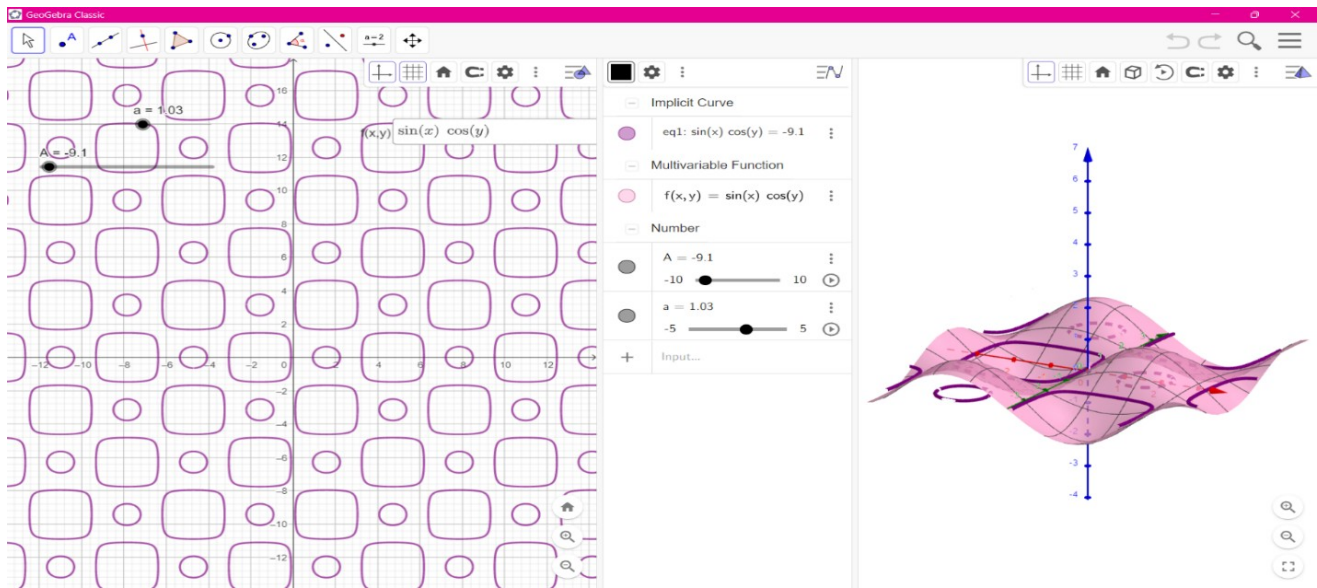 GeoGebra Classic
A
a=2
a = 1.03
A = -9.1
f(x,y)
sin(x) cos(y)
16
14
12
10
8
6
4
2
-12
-10
-8
-6
-4
-2
0
2
4
6
8
10
12
-2
-4
-6
-8
-10
-12
Implicit Curve
eq1: sin(x) cos(y) = -9.1
Multivariable Function
f(x,y) = sin(x) cos(y)
Number
A = -9.1
-10
10
a = 1.03
-5
5
+
Input...
7
6
5
4
3
-2
-3
-4